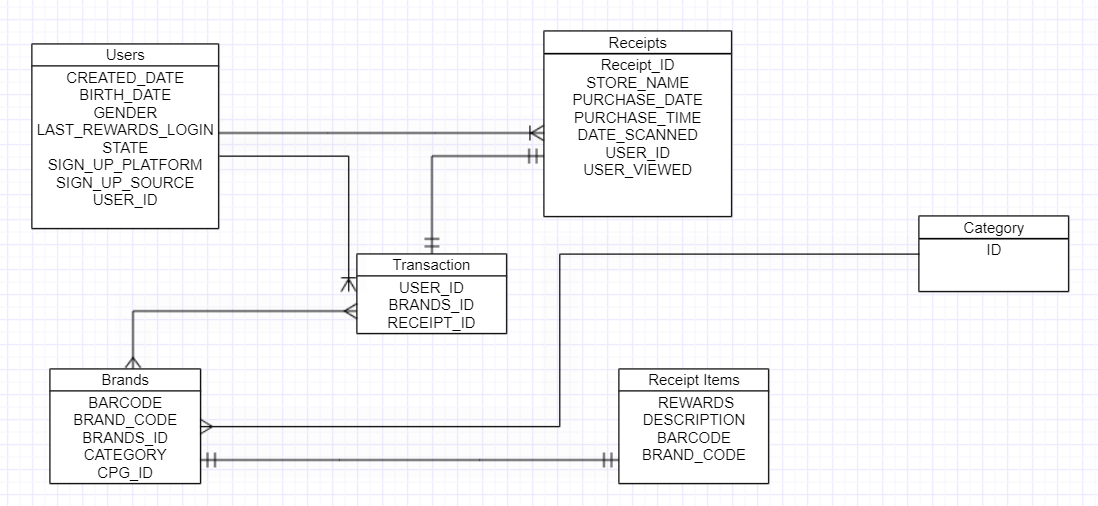 Users
CREATED_DATE
BIRTH_DATE
GENDER
LAST_REWARDS_LOGIN
STATE
SIGN_UP_PLATFORM
SIGN_UP_SOURCE
USER_ID
Receipts
Receipt_ID
STORE_NAME
PURCHASE_DATE
PURCHASE_TIME
DATE_SCANNED
USER_ID
USER_VIEWED
Category
ID
Transaction
USER_ID
BRANDS_ID
RECEIPT_ID
Brands
BARCODE
BRAND_CODE
BRANDS_ID
CATEGORY
CPG_ID
Receipt Items
REWARDS
DESCRIPTION
BARCODE
BRAND_CODE